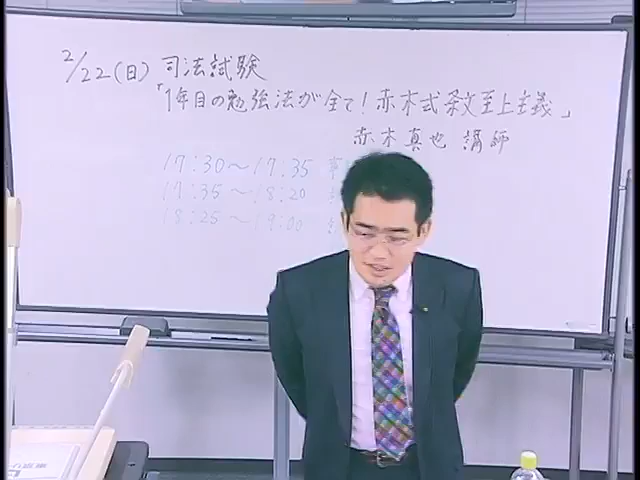 2/22(日) 司法試験
「1年目の勉強法が全て!赤木式条文至上主義」
赤木真也 講師
17:30～17:35
17:35～18:20
18:25～19:00